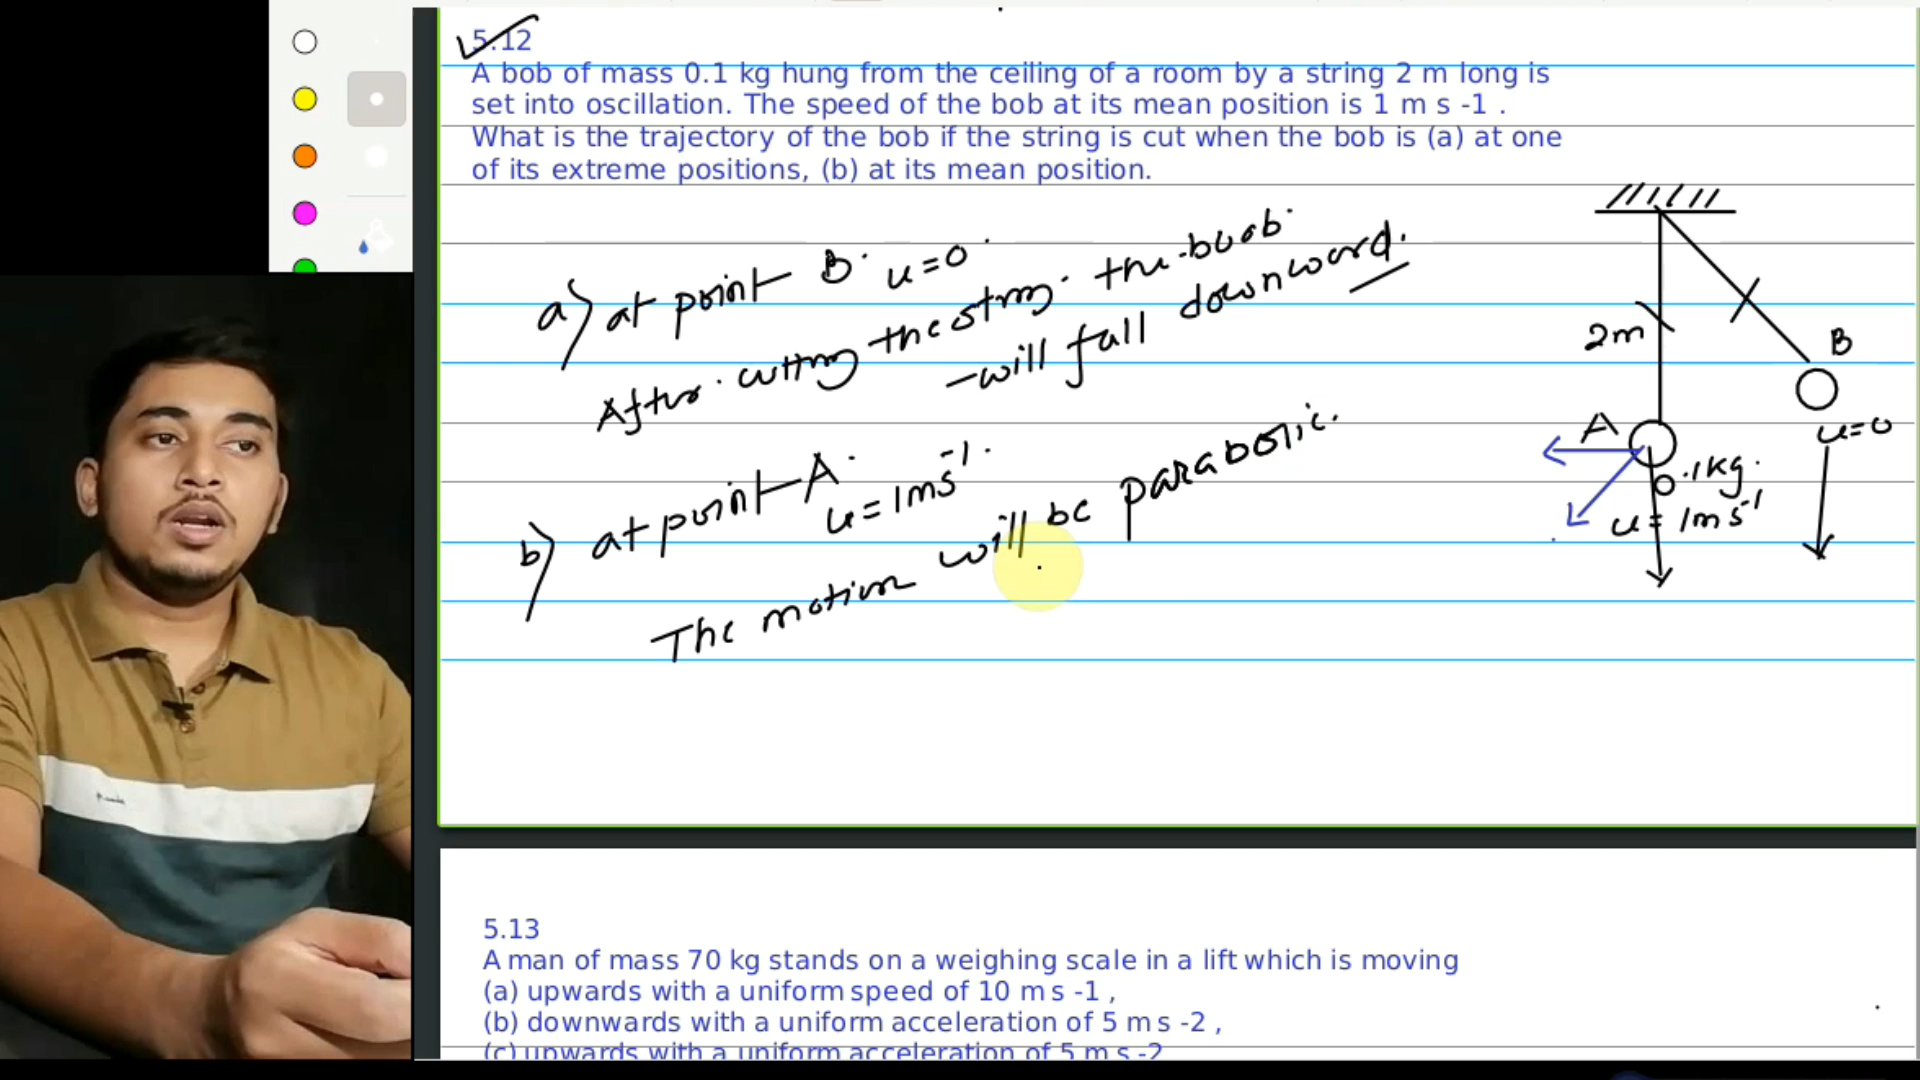 5.12
A bob of mass 0.1 kg hung from the ceiling of a room by a string 2 m long is
set into oscillation. The speed of the bob at its mean position is 1 m s -1 .
What is the trajectory of the bob if the string is cut when the bob is (a) at one
of its extreme positions, (b) at its mean position.
a) at point B. u=0.
After cutting the string the boob
will fall downward.
b) at point A.
u = 1ms⁻¹.
The motion will be parabolic.
2m
B
u=0
A
0.1kg.
u = 1ms⁻¹
5.13
A man of mass 70 kg stands on a weighing scale in a lift which is moving
(a) upwards with a uniform speed of 10 m s -1 ,
(b) downwards with a uniform acceleration of 5 m s -2 ,
(c) upwards with a uniform acceleration of 5 m s -2